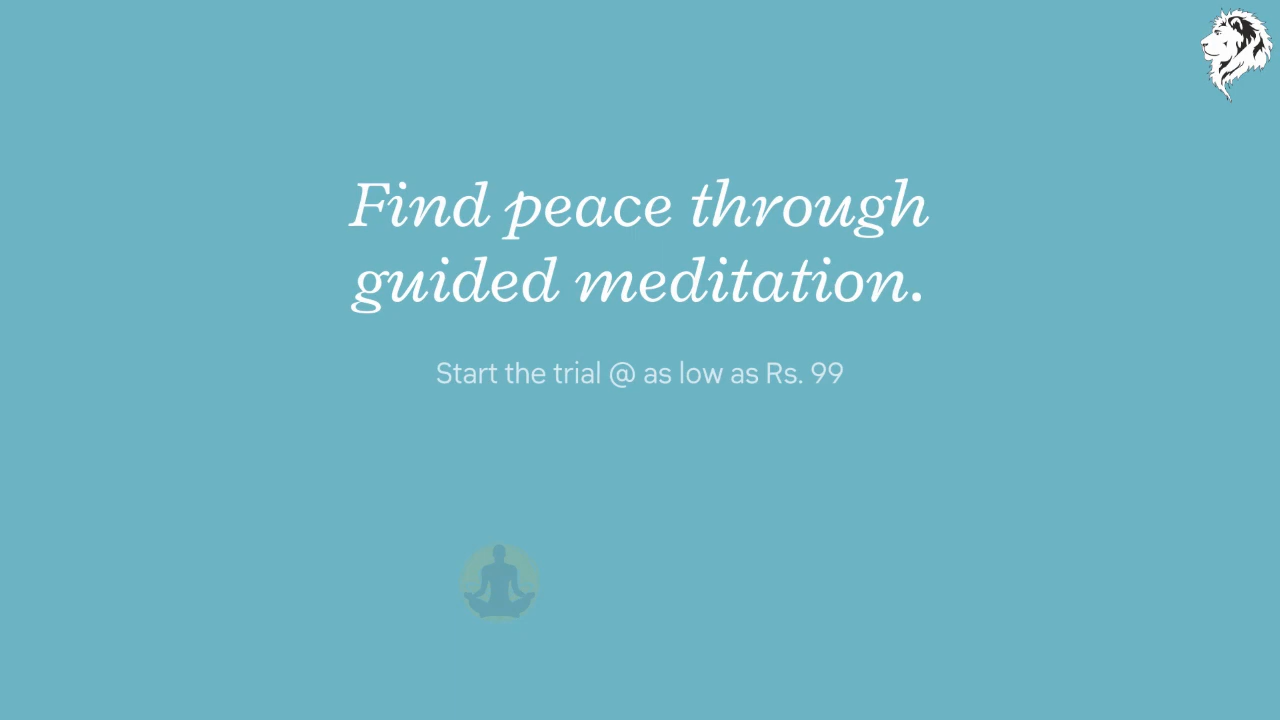 Find peace through
guided meditation.
Start the trial @ as low as Rs. 99